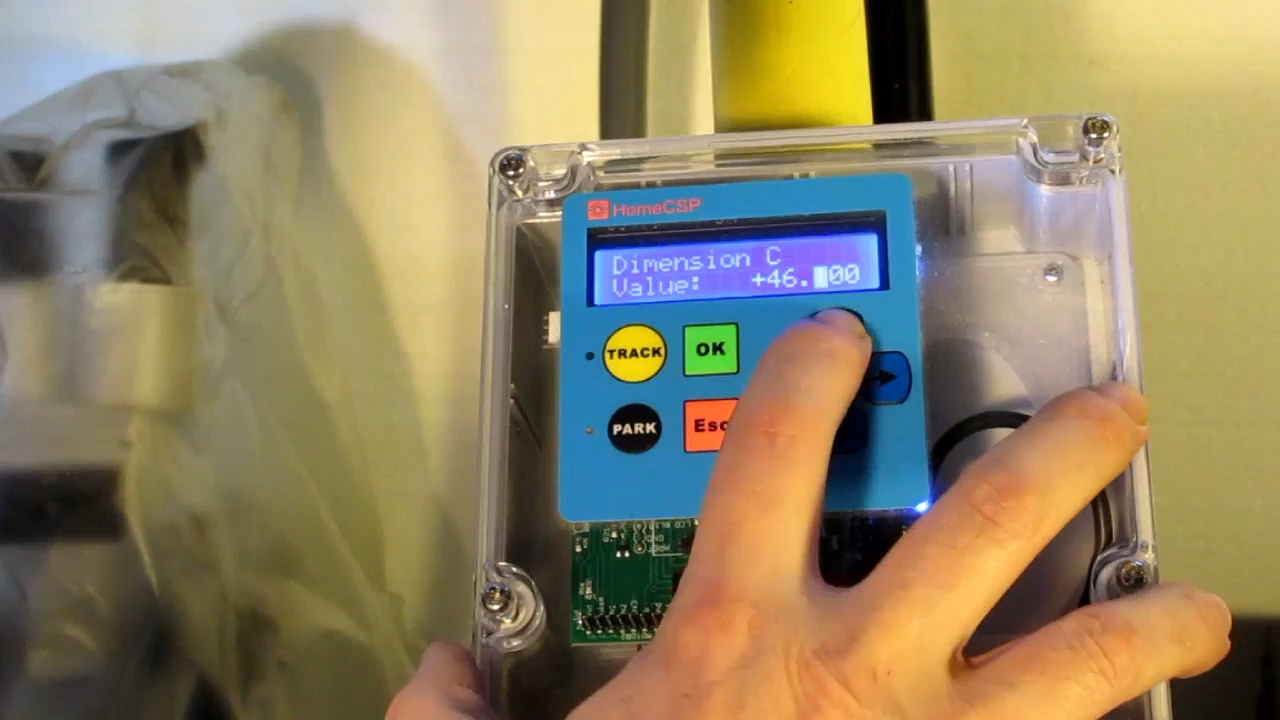 HomeCSP
Dimension C
Value: +46. 00
TRACK
OK
PARK
Esc